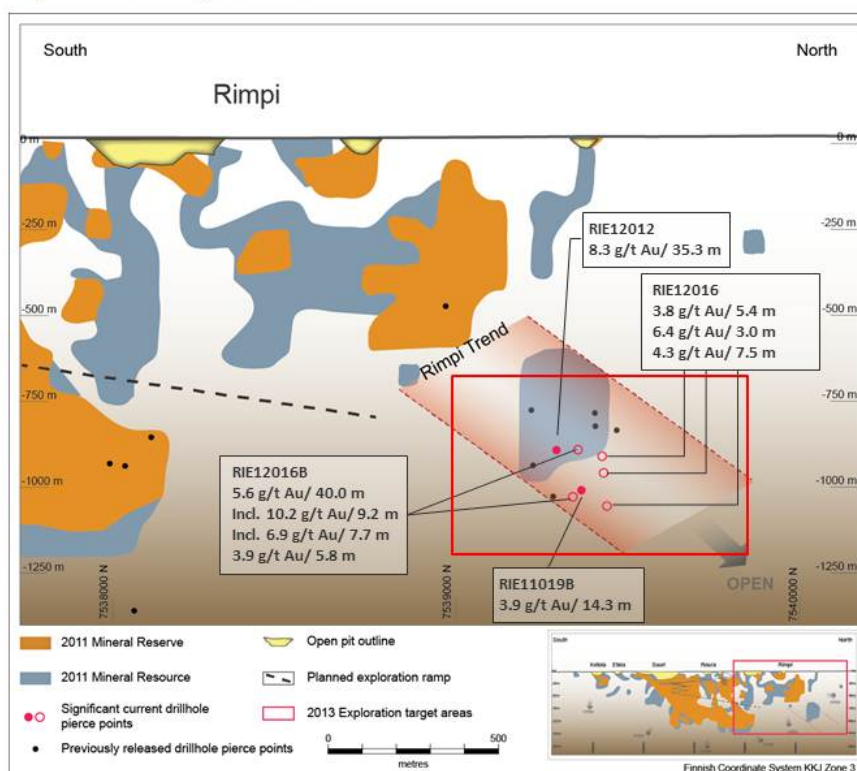 South
North
Rimpi
0 m
0 m
-250 m
-250 m
RIE12012
8.3 g/t Au/ 35.3 m
RIE12016
3.8 g/t Au/ 5.4 m
6.4 g/t Au/ 3.0 m
4.3 g/t Au/ 7.5 m
-500 m
-500 m
Rimpi Trend
-750 m
-750 m
RIE12016B
5.6 g/t Au/ 40.0 m
Incl. 10.2 g/t Au/ 9.2 m
Incl. 6.9 g/t Au/ 7.7 m
3.9 g/t Au/ 5.8 m
-1000 m
-1000 m
RIE11019B
3.9 g/t Au/ 14.3 m
-1250 m
-1250 m
OPEN
7538000 N
7539000 N
7540000 N
2011 Mineral Reserve
Open pit outline
2011 Mineral Resource
Planned exploration ramp
Significant current drillhole
pierce points
2013 Exploration target areas
Previously released drillhole pierce points
0
500
metres
South
North
Rimpi
Finnish Coordinate System KKJ Zone 3